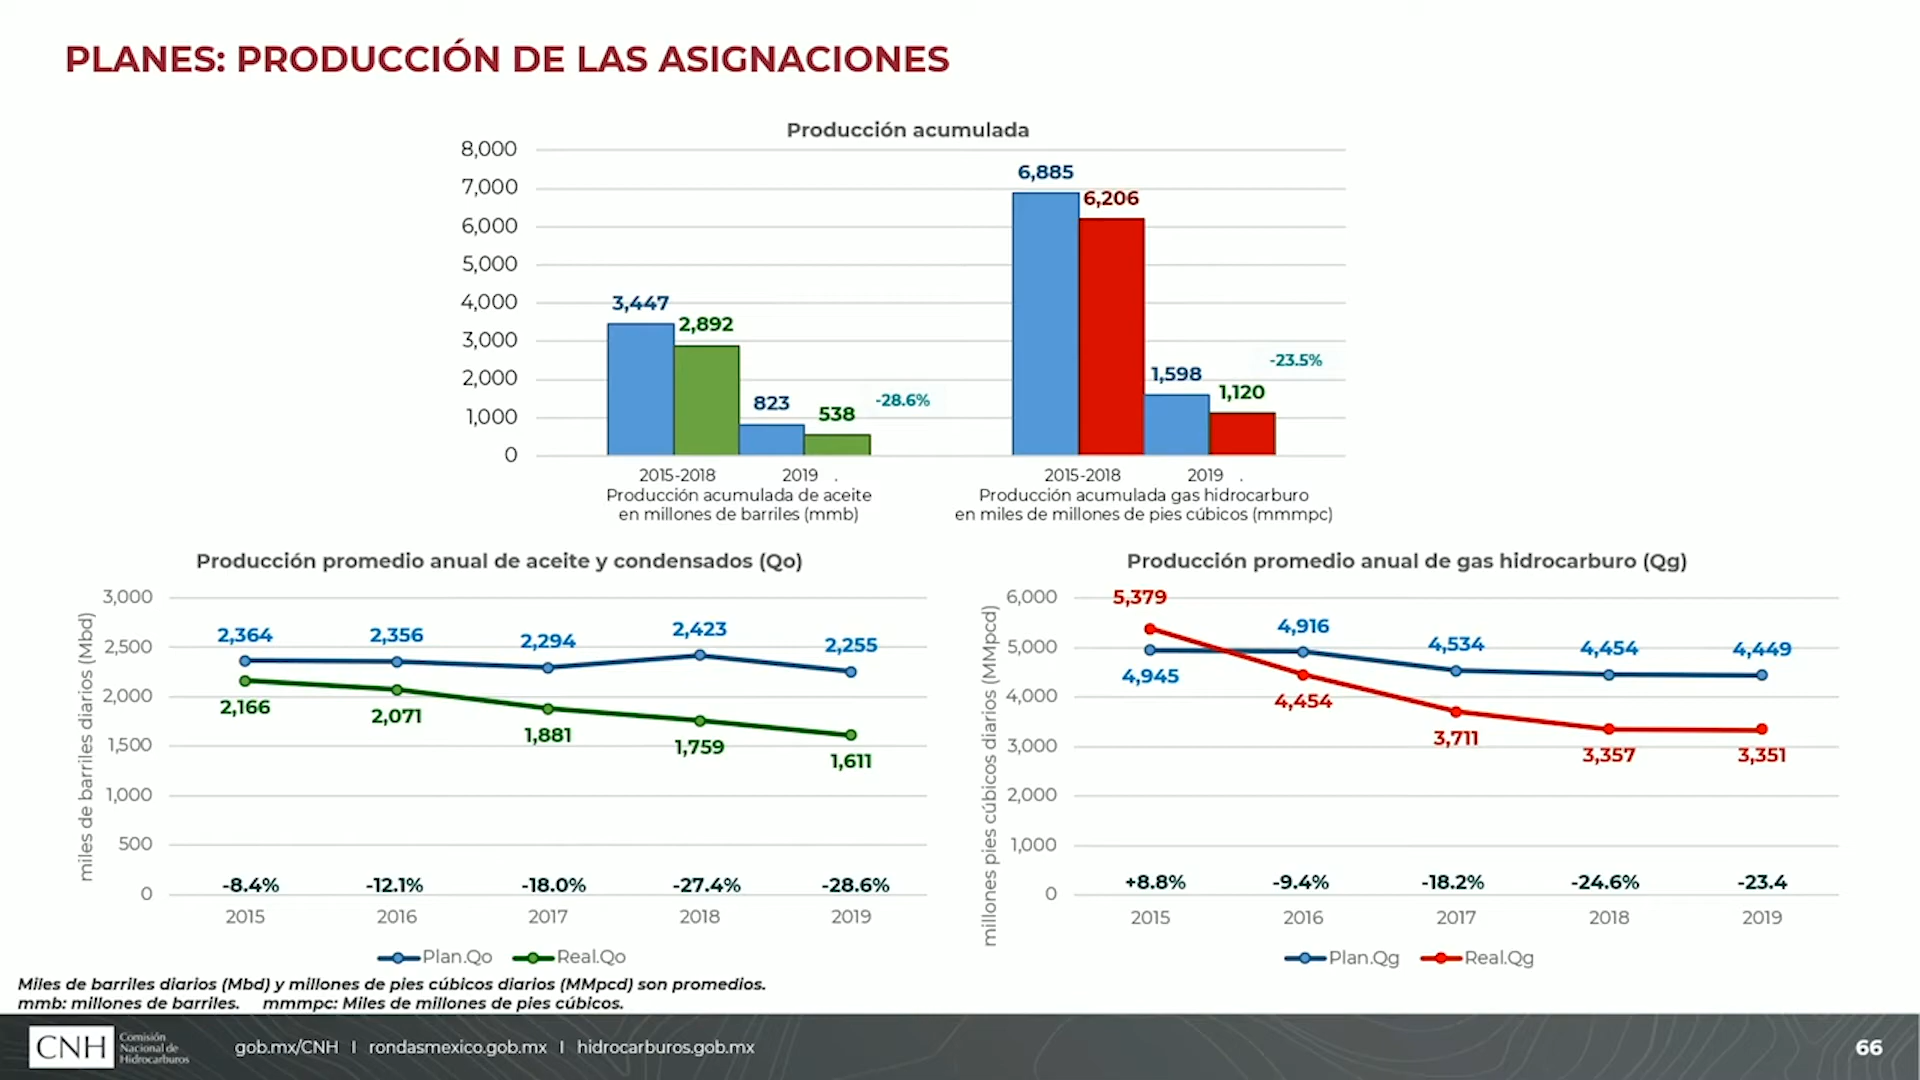 PLANES: PRODUCCIÓN DE LAS ASIGNACIONES
Producción acumulada
8,000
7,000
6,000
5,000
4,000
3,000
2,000
1,000
0
3,447
2,892
823
538
-28.6%
6,885
6,206
1,598
1,120
-23.5%
2015-2018 2019 .
Producción acumulada de aceite
en millones de barriles (mmb)
2015-2018 2019 .
Producción acumulada gas hidrocarburo
en miles de millones de pies cúbicos (mmmpc)
Producción promedio anual de aceite y condensados (Qo)
miles de barriles diarios (Mbd)
3,000
2,500
2,000
1,500
1,000
500
0
2,364 2,356 2,294 2,423 2,255
2,166 2,071 1,881 1,759 1,611
-8.4% -12.1% -18.0% -27.4% -28.6%
2015 2016 2017 2018 2019
Plan.Qo Real.Qo
Producción promedio anual de gas hidrocarburo (Qg)
millones pies cúbicos diarios (MMpcd)
6,000
5,000
4,000
3,000
2,000
1,000
0
5,379 4,916 4,534 4,454 4,449
4,945 4,454 3,711 3,357 3,351
+8.8% -9.4% -18.2% -24.6% -23.4
2015 2016 2017 2018 2019
Plan.Qg Real.Qg
Miles de barriles diarios (Mbd) y millones de pies cúbicos diarios (MMpcd) son promedios.
mmb: millones de barriles. mmmpc: Miles de millones de pies cúbicos.
CNH
Comisión
Nacional de
Hidrocarburos
gob.mx/CNH I rondasmexico.gob.mx I hidrocarburos.gob.mx
66